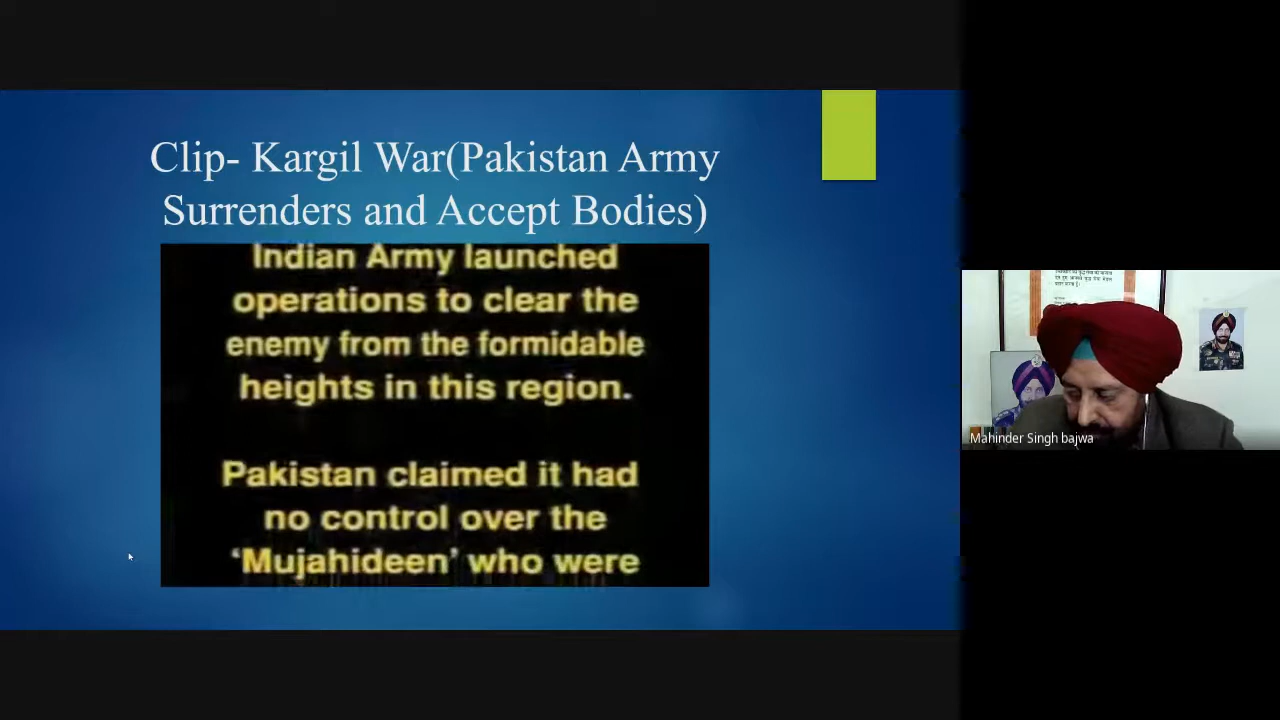 Clip- Kargil War(Pakistan Army
Surrenders and Accept Bodies)
Indian Army launched
operations to clear the
enemy from the formidable
heights in this region.
Pakistan claimed it had
no control over the
‘Mujahideen’ who were
Mahinder Singh bajwa